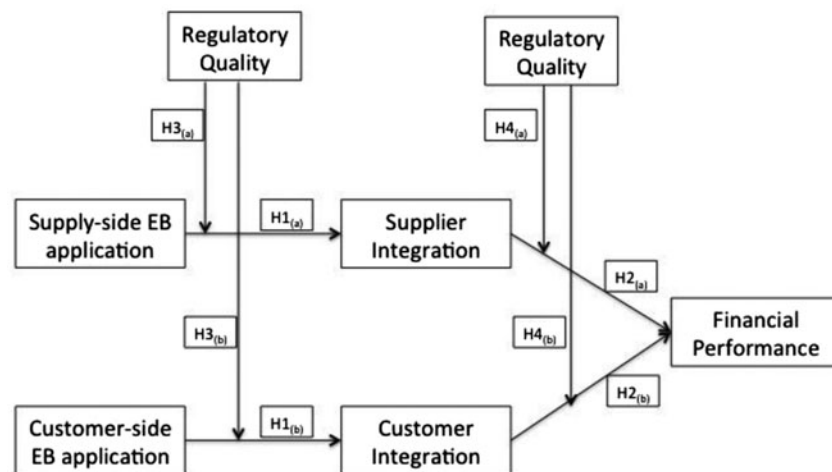 Regulatory
Quality
Regulatory
Quality
H3(a)
H4(a)
Supply-side EB
application
H1(a)
Supplier
Integration
H2(a)
H3(b)
H4(b)
Financial
Performance
H2(b)
Customer-side
EB application
H1(b)
Customer
Integration